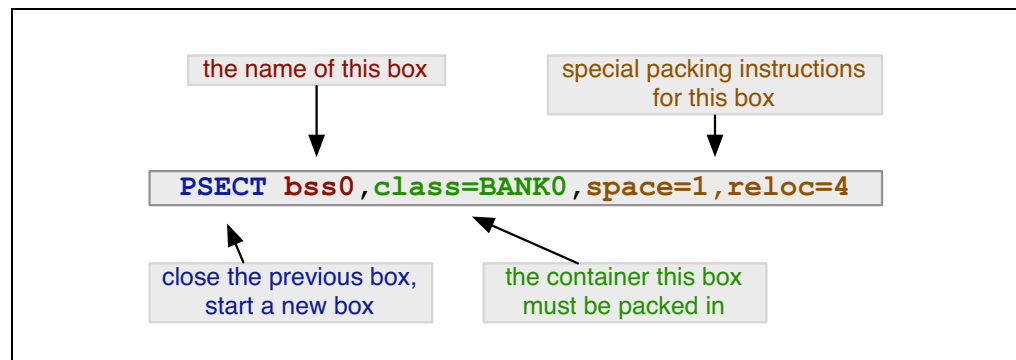 the name of this box
special packing instructions
for this box
PSECT bss0,class=BANK0,space=1,reloc=4
close the previous box,
start a new box
the container this box
must be packed in